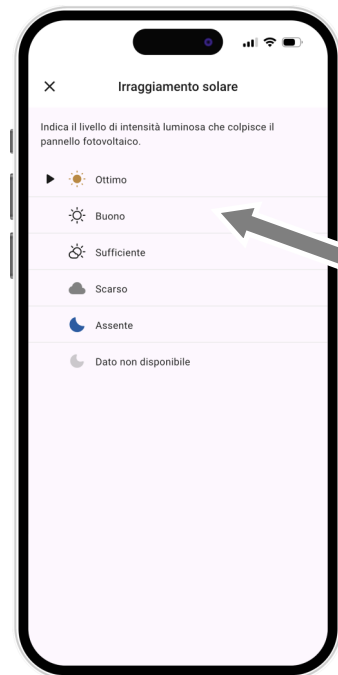 Irraggiamento solare
Indica il livello di intensità luminosa che colpisce il
pannello fotovoltaico.
Ottimo
Buono
Sufficiente
Scarso
Assente
Dato non disponibile